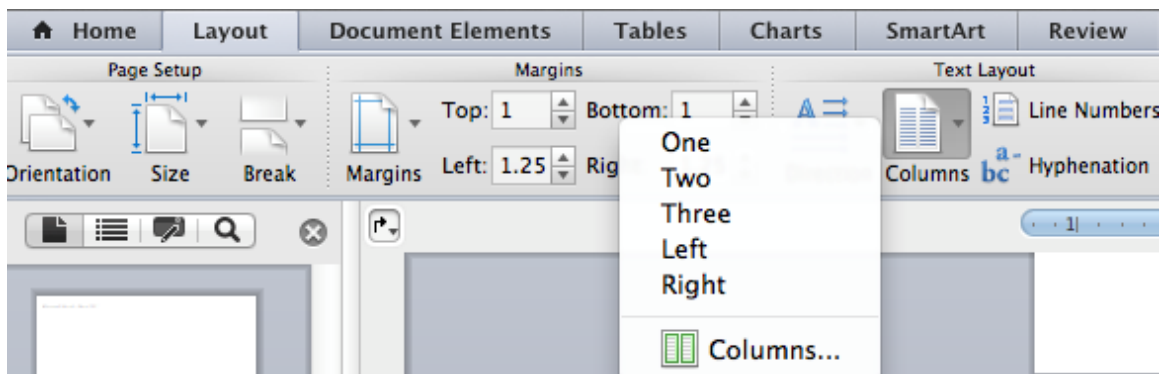 Home Layout Document Elements Tables Charts SmartArt Review
Page Setup Margins Text Layout
Top: 1 Bottom: 1 Line Numbers
Orientation Size Break Margins Left: 1.25 Columns Hyphenation
One
Two
Three
Left
Right
Columns...
1